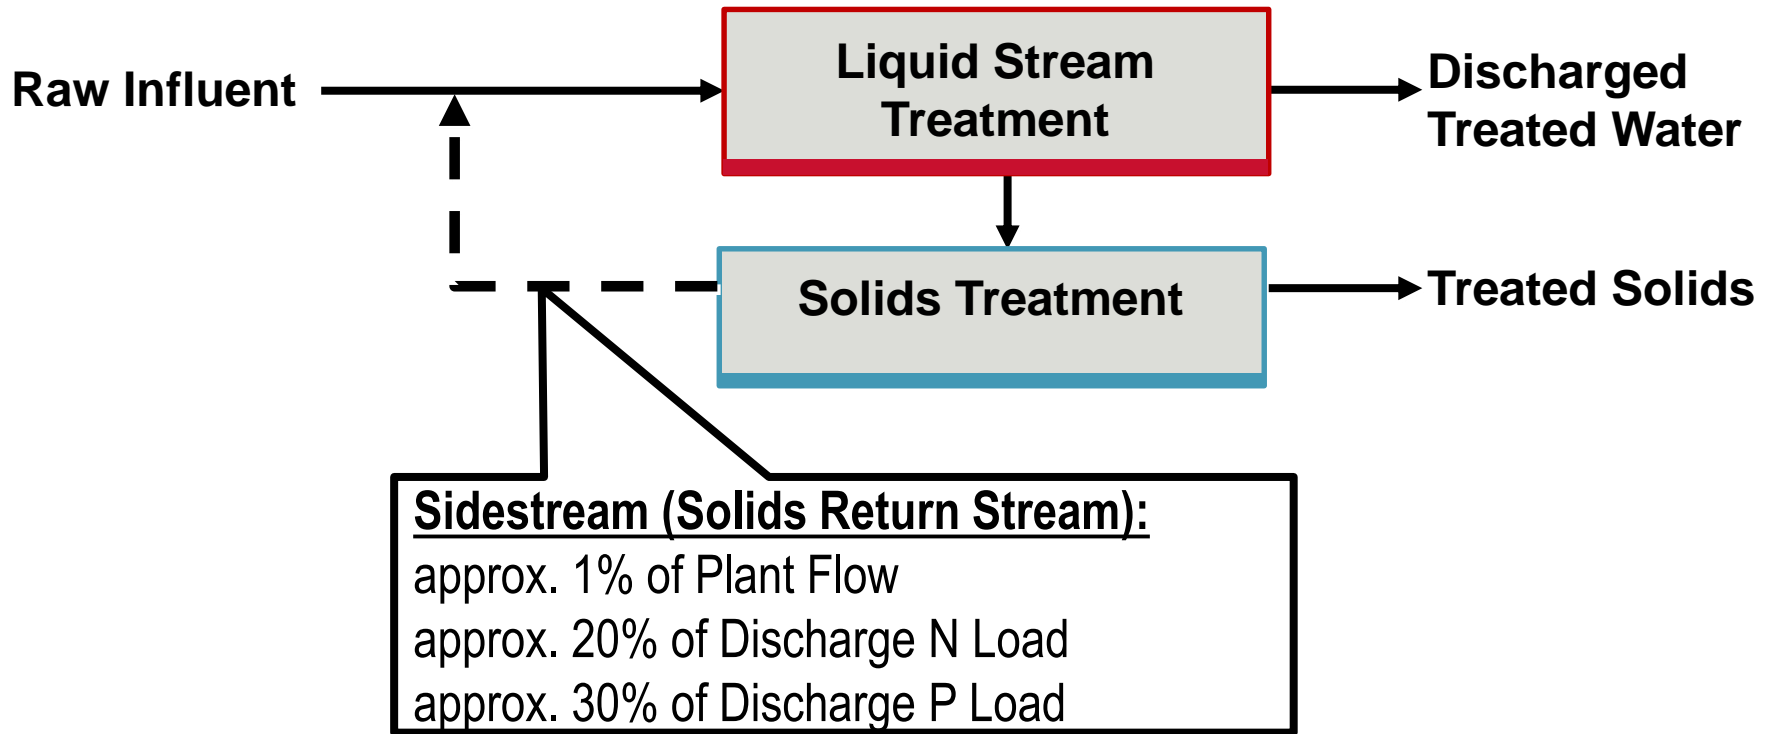 Raw Influent
Liquid Stream
Treatment
Discharged
Treated Water
Solids Treatment
Treated Solids
Sidestream (Solids Return Stream):
approx. 1% of Plant Flow
approx. 20% of Discharge N Load
approx. 30% of Discharge P Load